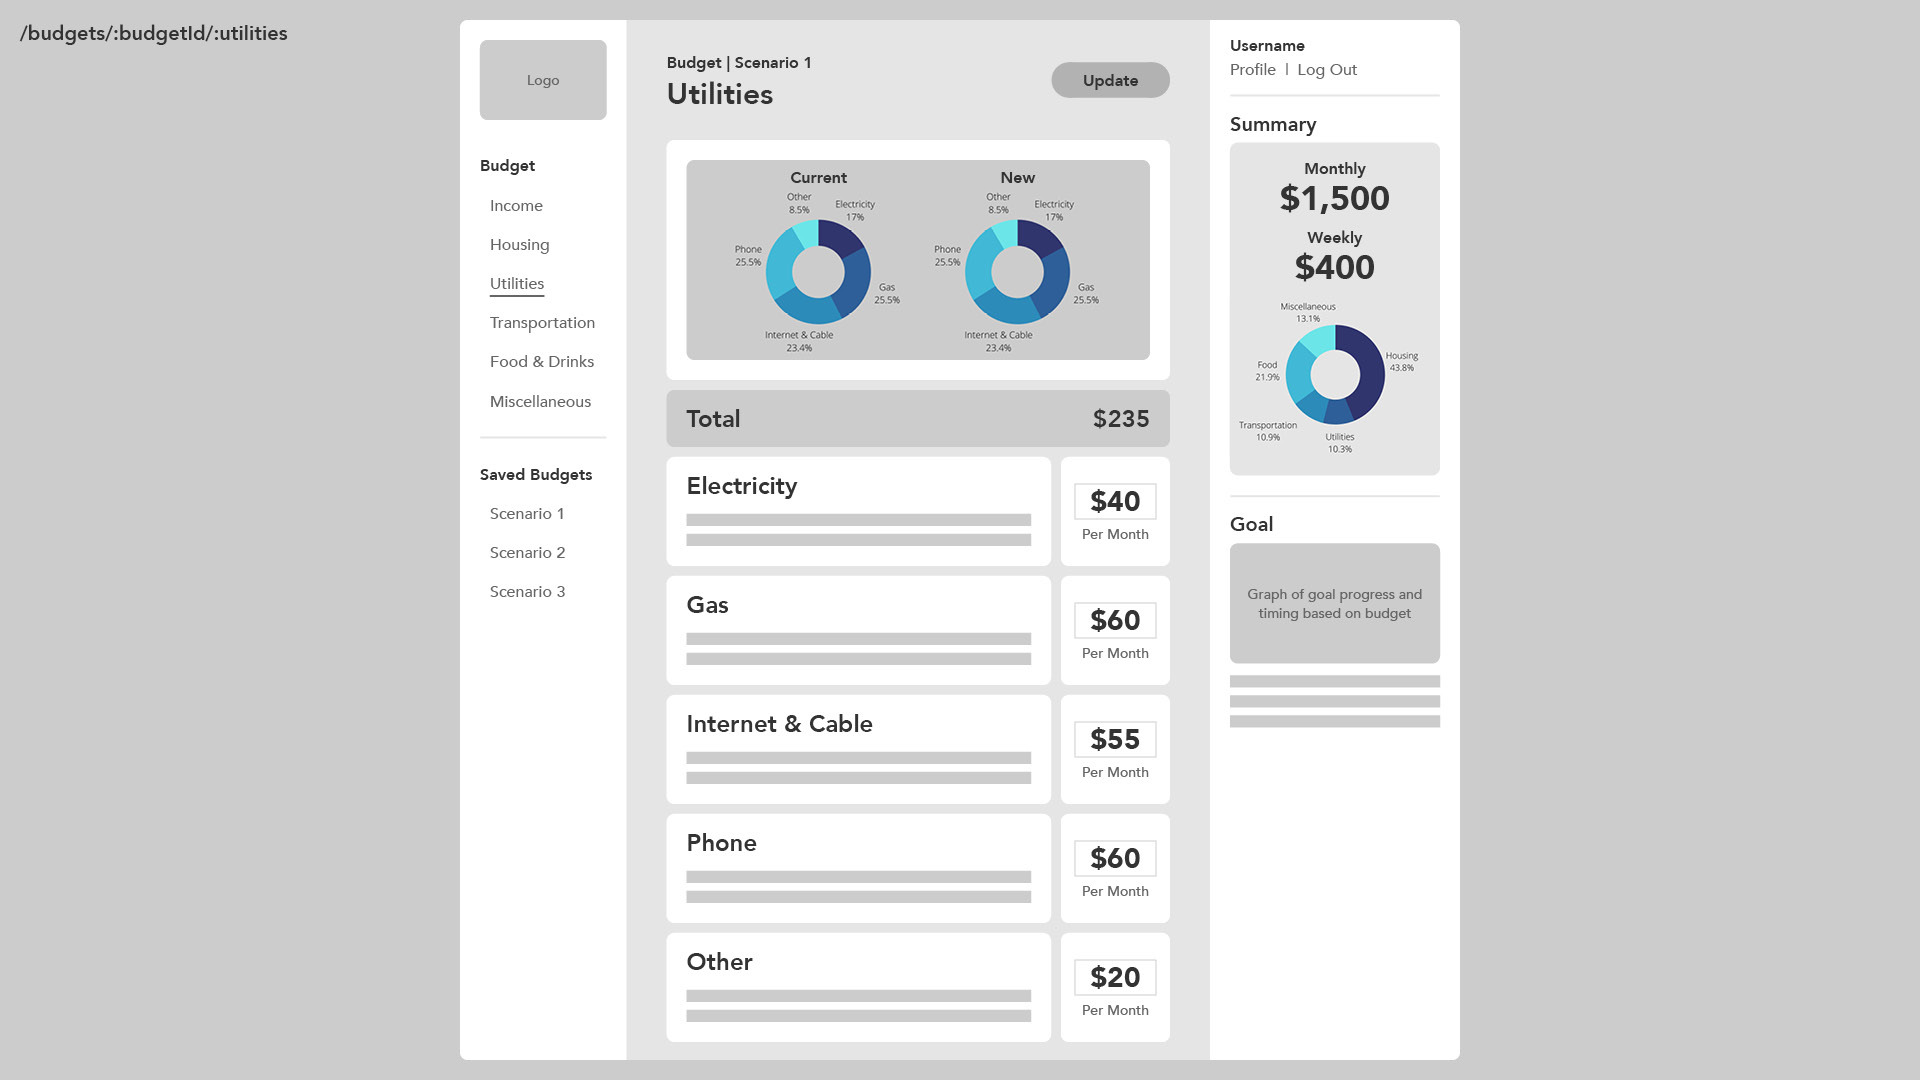 /budgets/:budgetId/:utilities
Logo
Budget
Income
Housing
Utilities
Transportation
Food & Drinks
Miscellaneous
Saved Budgets
Scenario 1
Scenario 2
Scenario 3
Budget | Scenario 1
Utilities
Update
Current
Other
8.5%
Electricity
17%
Phone
25.5%
Gas
25.5%
Internet & Cable
23.4%
New
Other
8.5%
Electricity
17%
Phone
25.5%
Gas
25.5%
Internet & Cable
23.4%
Total $235
Electricity
$40
Per Month
Gas
$60
Per Month
Internet & Cable
$55
Per Month
Phone
$60
Per Month
Other
$20
Per Month
Username
Profile | Log Out
Summary
Monthly
$1,500
Weekly
$400
Miscellaneous
13.1%
Housing
43.8%
Food
21.9%
Transportation
10.9%
Utilities
10.3%
Goal
Graph of goal progress and
timing based on budget